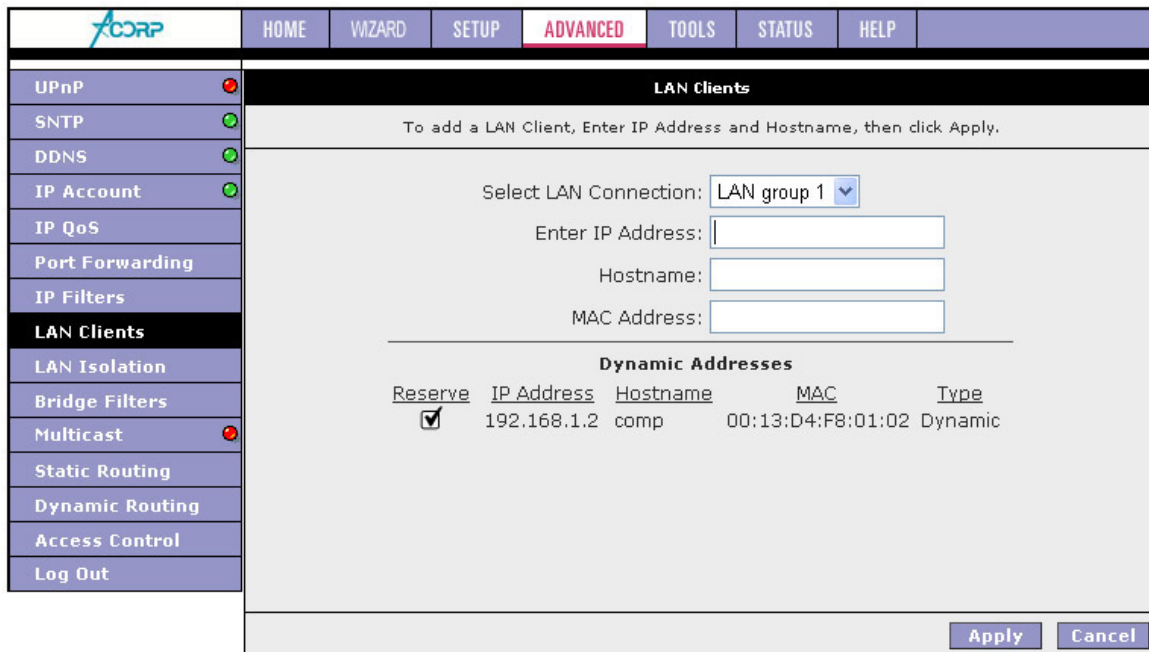 ACORP HOME WIZARD SETUP ADVANCED TOOLS STATUS HELP
UPnP
SNTP
DDNS
IP Account
IP QoS
Port Forwarding
IP Filters
LAN Clients
LAN Isolation
Bridge Filters
Multicast
Static Routing
Dynamic Routing
Access Control
Log Out
LAN Clients
To add a LAN Client, Enter IP Address and Hostname, then click Apply.
Select LAN Connection: LAN group 1
Enter IP Address:
Hostname:
MAC Address:
Dynamic Addresses
Reserve IP Address Hostname MAC Type
192.168.1.2 comp 00:13:D4:F8:01:02 Dynamic
Apply Cancel